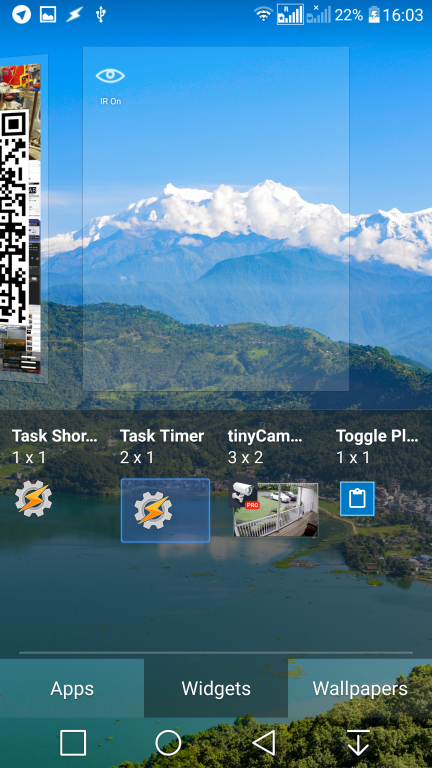 R
22% 16:03
IR On
Task Shor...
1 x 1
Task Timer
2 x 1
tinyCam...
3 x 2
Toggle Pl...
1 x 1
PRO
Apps
Widgets
Wallpapers